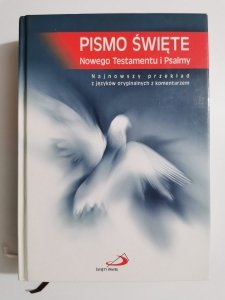 PISMO ŚWIĘTE
Nowego Testamentu i Psalmy
Najnowszy przekład
z języków oryginalnych z komentarzem
ŚWIĘTY PAWEŁ